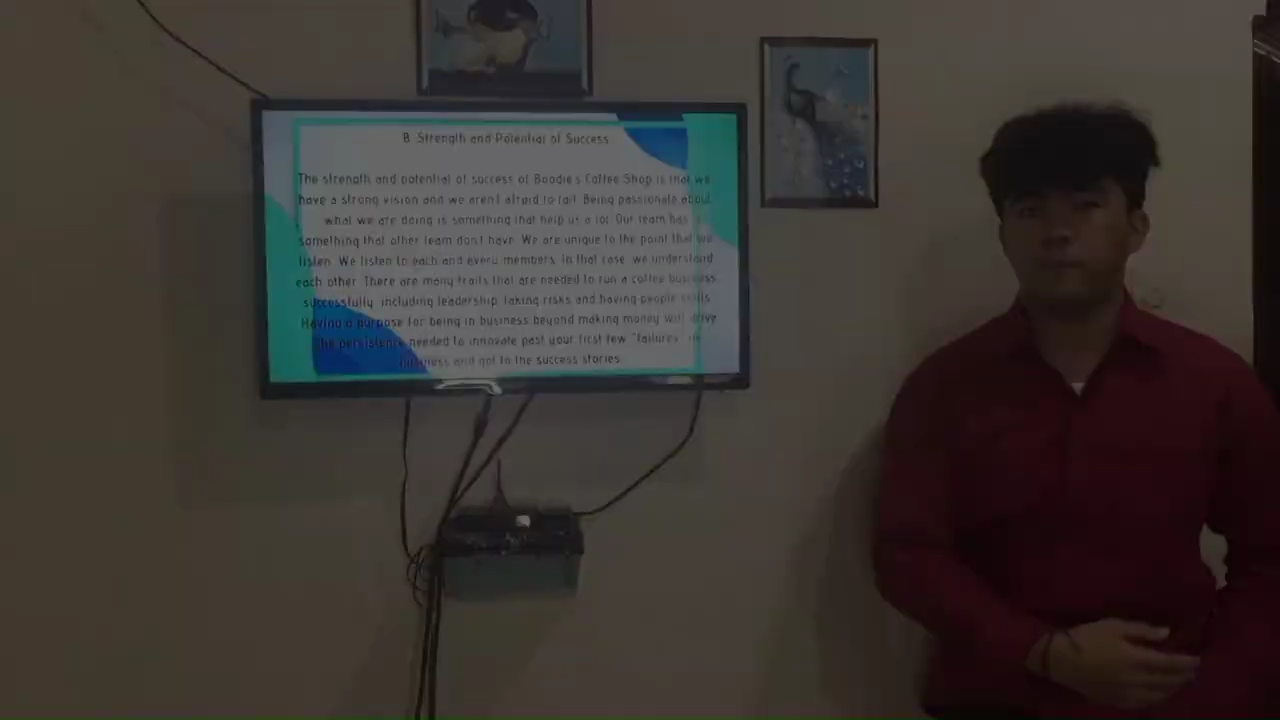 B. Strength and Potential of Success
The strength and potential of success of Boodie's Coffee Shop is that we
have a strong vision and we aren't afraid to fail. Being passionate about
what we are doing is something that help us a lot. Our team has
something that other team don't have. We are unique to the point that we
listen. We listen to each and every members. In that case, we understand
each other. There are many traits that are needed to run a coffee business
successfully, including leadership, taking risks and having people skills.
Having a purpose for being in business beyond making money will drive
the persistence needed to innovate past your first few "failures" in
business and get to the success stories.